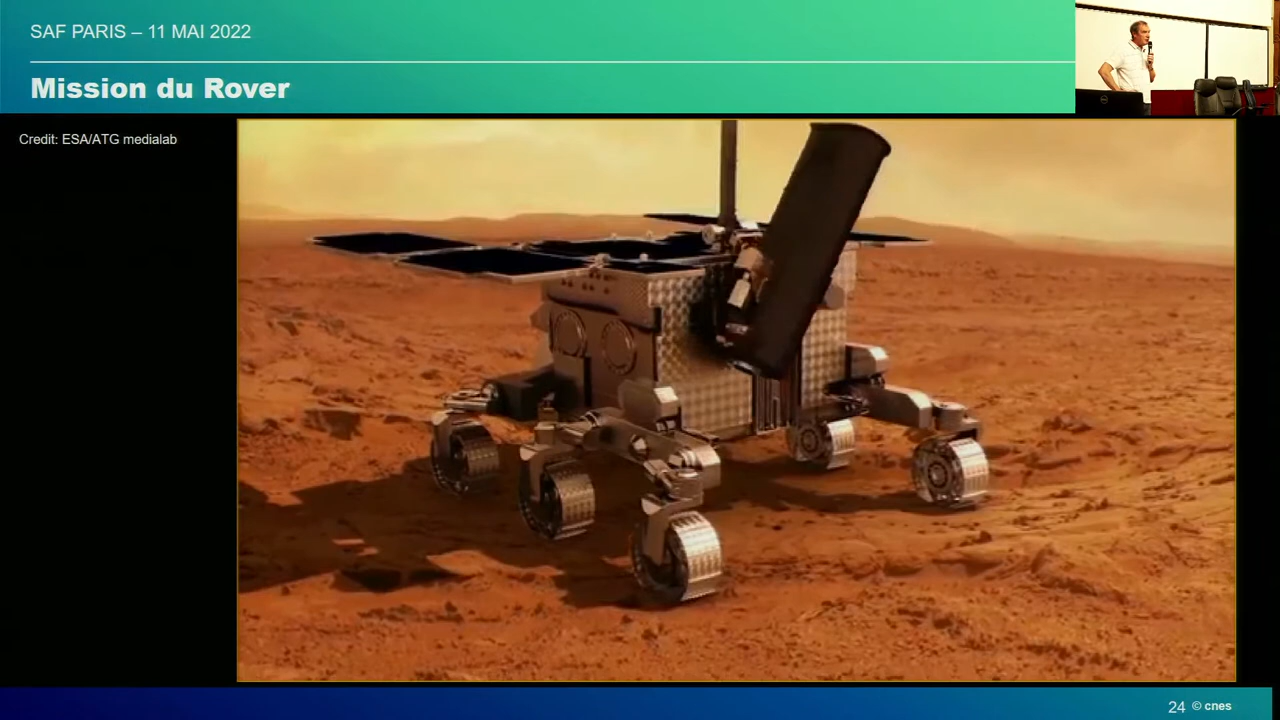 SAF PARIS – 11 MAI 2022
Mission du Rover
Credit: ESA/ATG medialab
24 © cnes